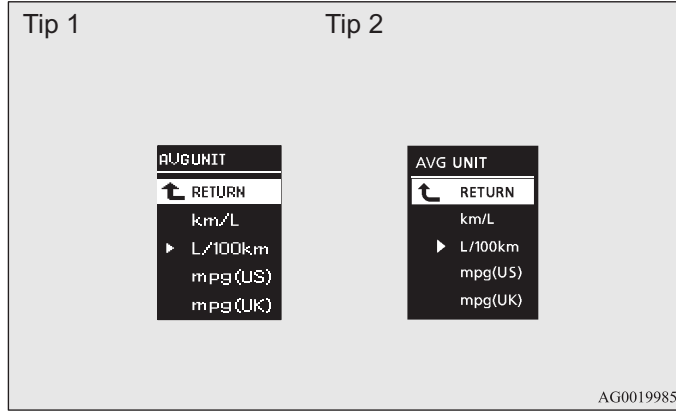 Tip 1
Tip 2
AVGUNIT
RETURN
km/L
L/100km
mpg(US)
mpg(UK)
AVG UNIT
RETURN
km/L
L/100km
mpg(US)
mpg(UK)
AG0019985